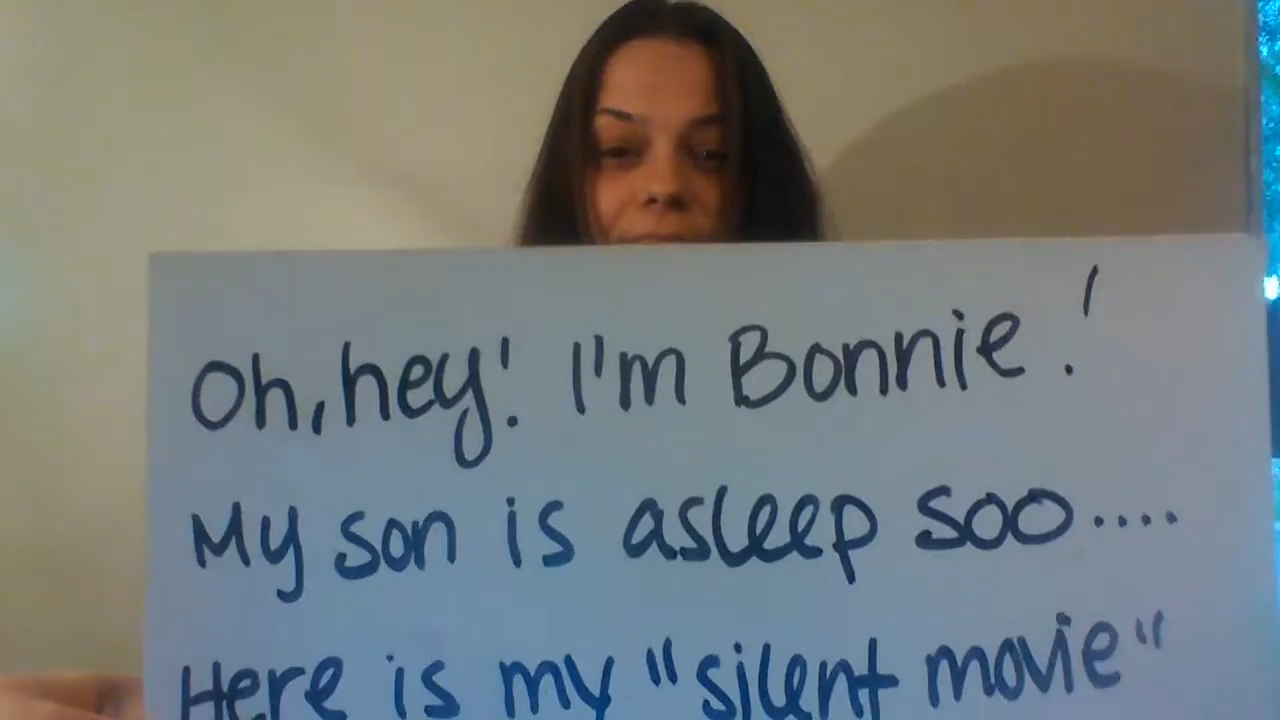 Oh, hey! I'm Bonnie!
My son is asleep soo....
Here is my "silent movie"